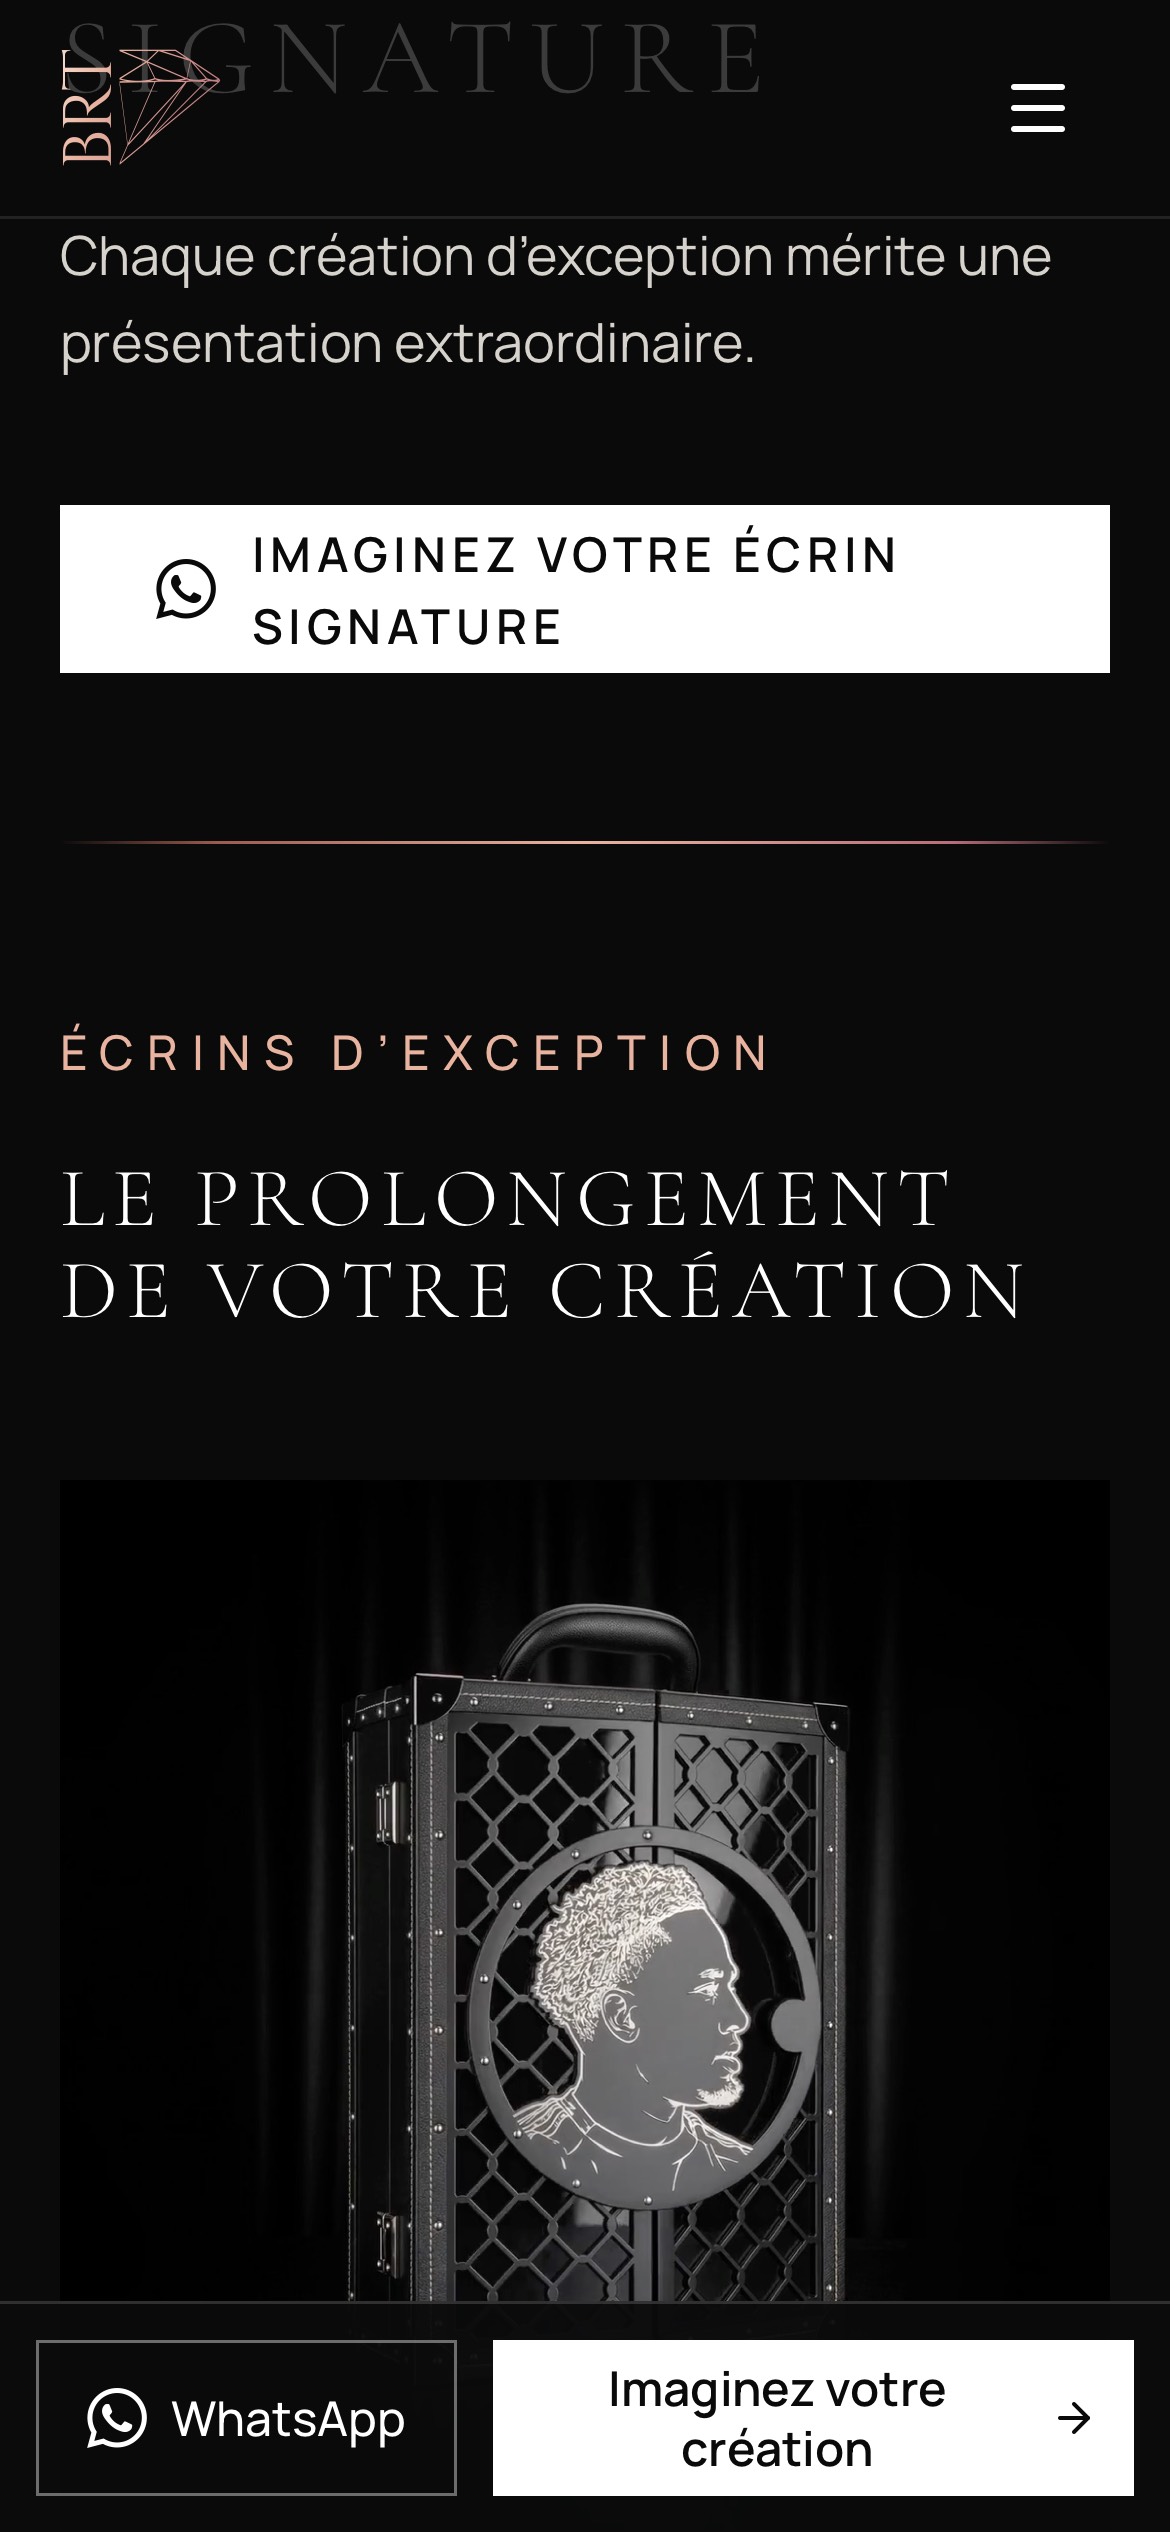 SIGNATURE
BRT
Chaque création d’exception mérite une
présentation extraordinaire.
IMAGINEZ VOTRE ÉCRIN
SIGNATURE
ÉCRINS D’EXCEPTION
LE PROLONGEMENT
DE VOTRE CRÉATION
WhatsApp
Imaginez votre
création